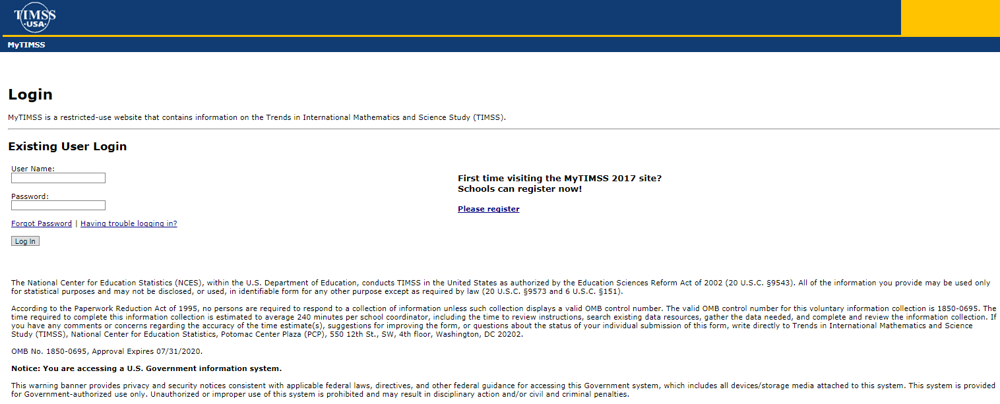 TIMSS
USA
MyTIMSS
Login
MyTIMSS is a restricted-use website that contains information on the Trends in International Mathematics and Science Study (TIMSS).
Existing User Login
User Name:
Password:
Forgot Password | Having trouble logging in?
Log In
First time visiting the MyTIMSS 2017 site?
Schools can register now!
Please register
The National Center for Education Statistics (NCES), within the U.S. Department of Education, conducts TIMSS in the United States as authorized by the Education Sciences Reform Act of 2002 (20 U.S.C. §9543). All of the information you provide may be used only
for statistical purposes and may not be disclosed, or used, in identifiable form for any other purpose except as required by law (20 U.S.C. §9573 and 6 U.S.C. §151).
According to the Paperwork Reduction Act of 1995, no persons are required to respond to a collection of information unless such collection displays a valid OMB control number. The valid OMB control number for this voluntary information collection is 1850-0695. The
time required to complete this information collection is estimated to average 240 minutes per school coordinator, including the time to review instructions, search existing data resources, gather the data needed, and complete and review the information collection. If
you have any comments or concerns regarding the accuracy of the time estimate(s), suggestions for improving the form, or questions about the status of your individual submission of this form, write directly to Trends in International Mathematics and Science
Study (TIMSS), National Center for Education Statistics, Potomac Center Plaza (PCP), 550 12th St., SW, 4th floor, Washington, DC 20202.
OMB No. 1850-0695, Approval Expires 07/31/2020.
Notice: You are accessing a U.S. Government information system.
This warning banner provides privacy and security notices consistent with applicable federal laws, directives, and other federal guidance for accessing this Government system, which includes all devices/storage media attached to this system. This system is provided
for Government-authorized use only. Unauthorized or improper use of this system is prohibited and may result in disciplinary action and/or civil and criminal penalties.